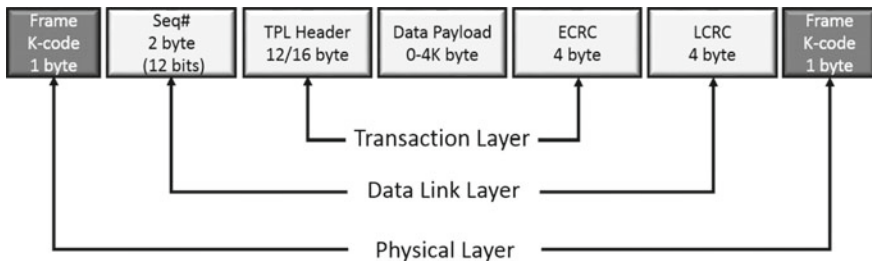 Frame
K-code
1 byte
Seq#
2 byte
(12 bits)
TPL Header
12/16 byte
Data Payload
0-4K byte
ECRC
4 byte
LCRC
4 byte
Frame
K-code
1 byte
Transaction Layer
Data Link Layer
Physical Layer